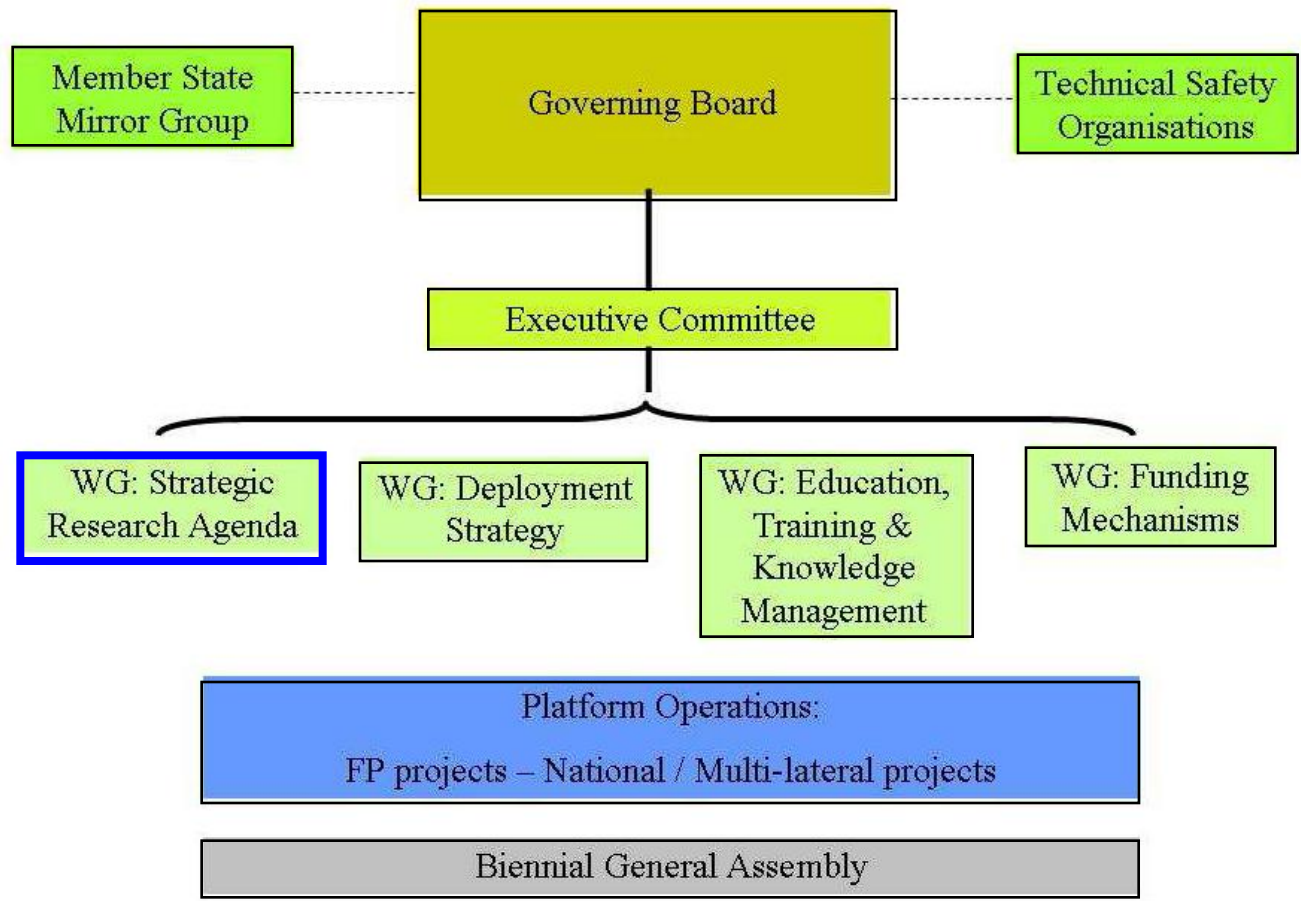 Member State
Mirror Group
Governing Board
Technical Safety
Organisations
Executive Committee
WG: Strategic
Research Agenda
WG: Deployment
Strategy
WG: Education,
Training &
Knowledge
Management
WG: Funding
Mechanisms
Platform Operations:
FP projects – National / Multi-lateral projects
Biennial General Assembly